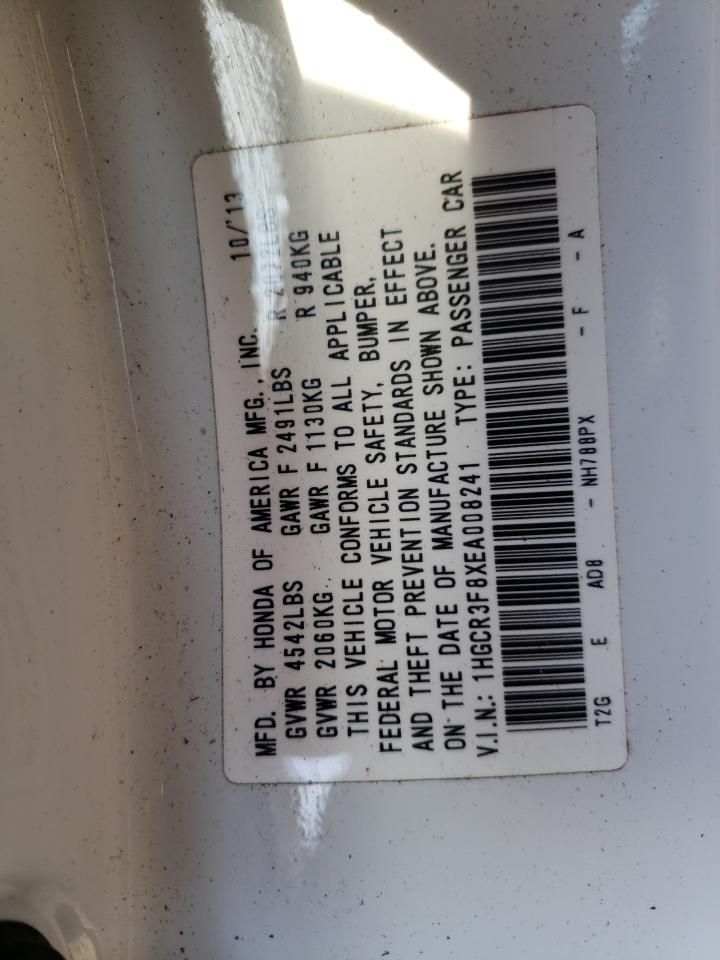 MFD. BY HONDA OF AMERICA MFG., INC. 10/'13
GVWR 4542LBS GAWR F 2491LBS R 2071LBS
GVWR 2060KG GAWR F 1130KG R 940KG
THIS VEHICLE CONFORMS TO ALL APPLICABLE
FEDERAL MOTOR VEHICLE SAFETY, BUMPER,
AND THEFT PREVENTION STANDARDS IN EFFECT
ON THE DATE OF MANUFACTURE SHOWN ABOVE.
V.I.N.: 1HGCR3F8XEA008241 TYPE: PASSENGER CAR
T2G E AD8 - NH788PX - F - A